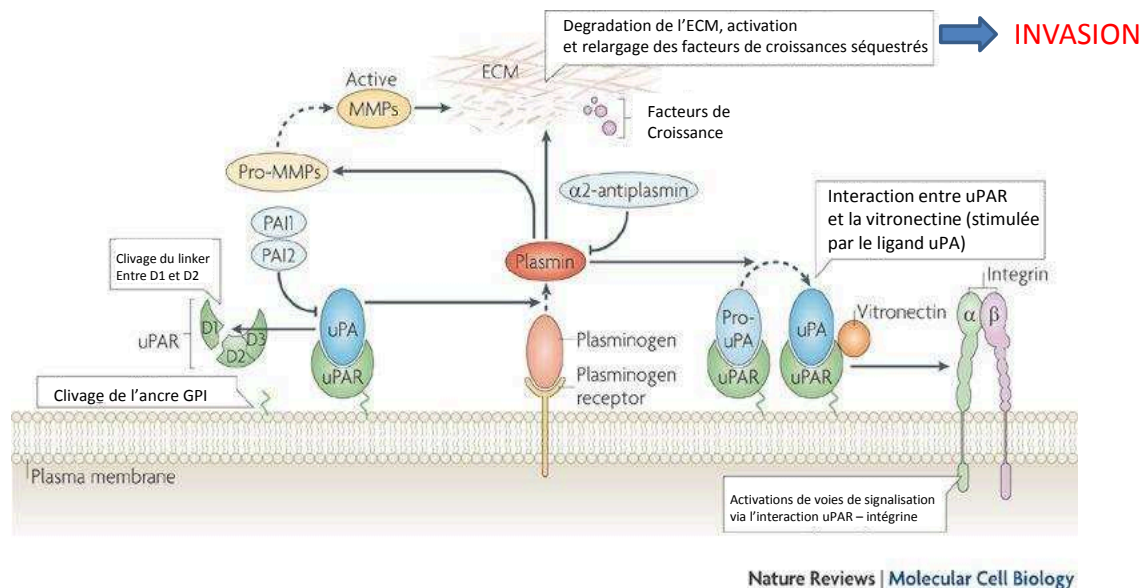 Degradation de l'ECM, activation
et relargage des facteurs de croissances séquestrés
INVASION
ECM
Active
MMPs
Facteurs de
Croissance
Pro-MMPs
α2-antiplasmin
Interaction entre uPAR
et la vitronectine (stimulée
par le ligand uPA)
PAI1
PAI2
Clivage du linker
Entre D1 et D2
Plasmin
Integrin
uPAR
D1
D2
D3
uPA
uPAR
Plasminogen
Plasminogen
receptor
Pro-
uPA
uPAR
uPA
uPAR
Vitronectin
α
β
Clivage de l'ancre GPI
Plasma membrane
Activations de voies de signalisation
via l'interaction uPAR – intégrine
Nature Reviews | Molecular Cell Biology